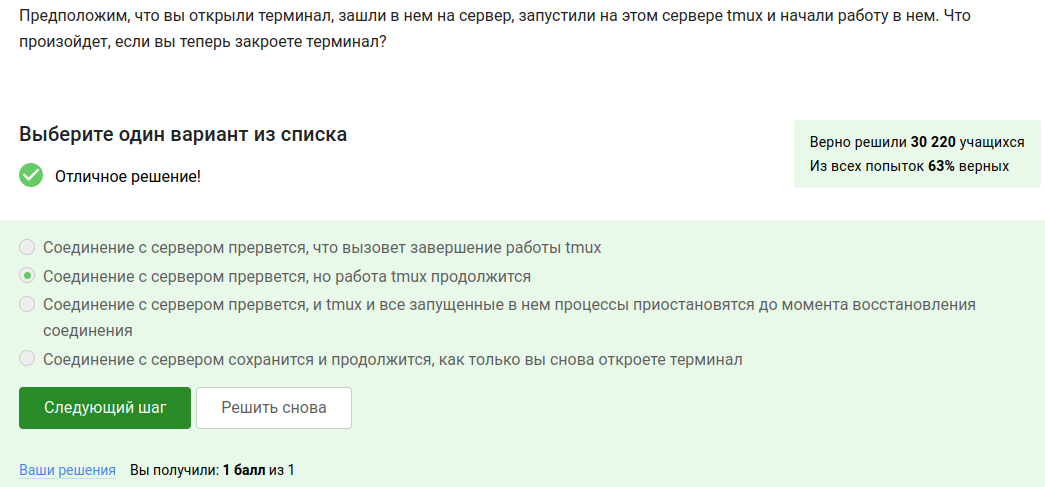 Предположим, что вы открыли терминал, зашли в нем на сервер, запустили на этом сервере tmux и начали работу в нем. Что
произойдет, если вы теперь закроете терминал?
Выберите один вариант из списка
Отличное решение!
Верно решили 30 220 учащихся
Из всех попыток 63% верных
Соединение с сервером прервется, что вызовет завершение работы tmux
Соединение с сервером прервется, но работа tmux продолжится
Соединение с сервером прервется, и tmux и все запущенные в нем процессы приостановятся до момента восстановления
соединения
Соединение с сервером сохранится и продолжится, как только вы снова откроете терминал
Следующий шаг
Решить снова
Ваши решения Вы получили: 1 балл из 1